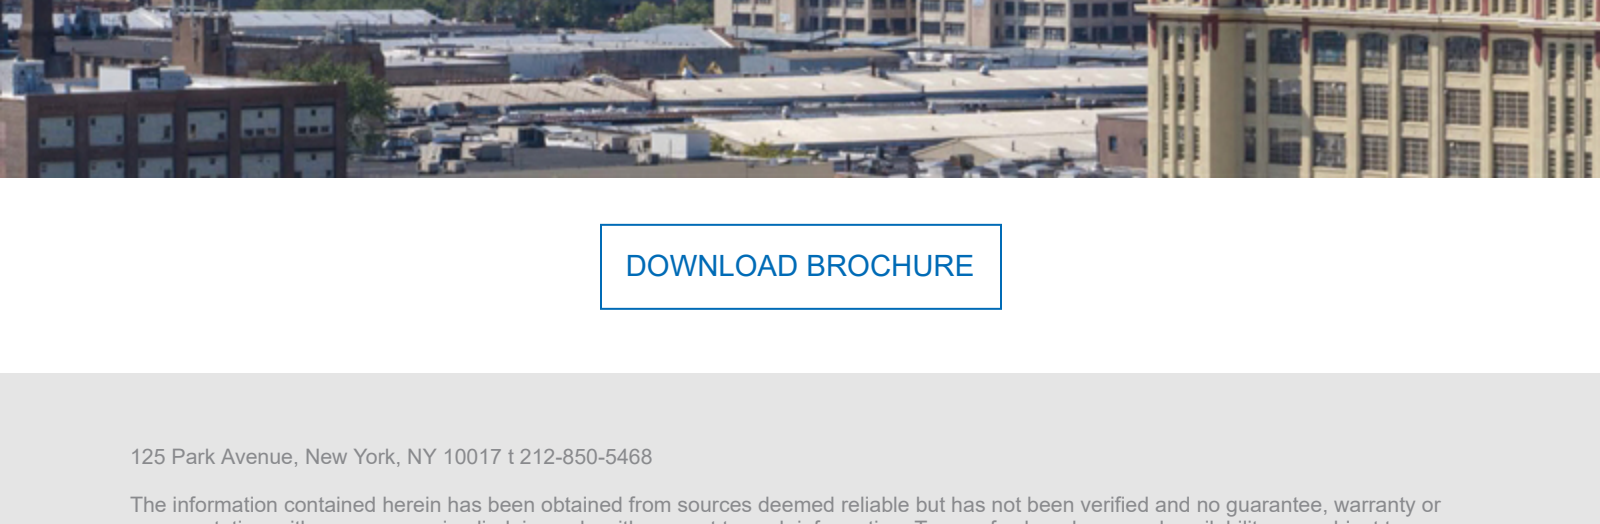 DOWNLOAD BROCHURE
125 Park Avenue, New York, NY 10017 t 212-850-5468
The information contained herein has been obtained from sources deemed reliable but has not been verified and no guarantee, warranty or